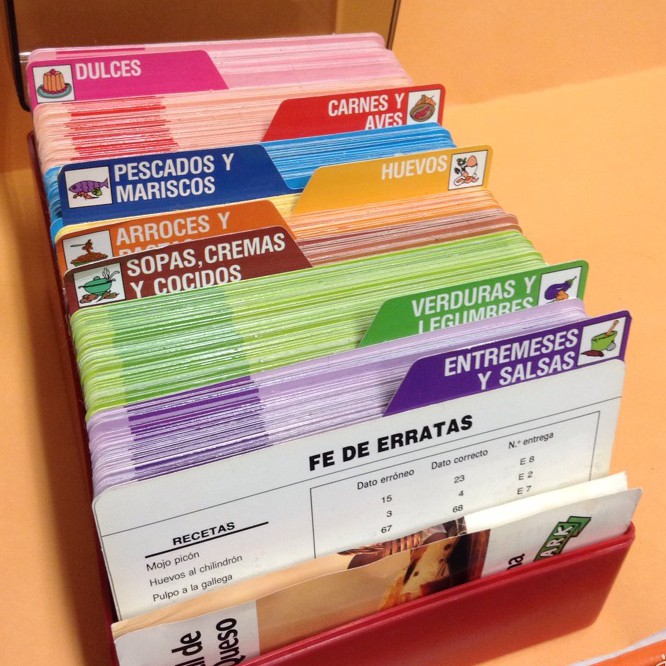 DULCES
CARNES Y
AVES
PESCADOS Y
MARISCOS
HUEVOS
ARROCES Y
SOPAS, CREMAS
Y COCIDOS
VERDURAS Y
LEGUMBRES
ENTREMESES
Y SALSAS
FE DE ERRATAS
RECETAS
Mojo picón
Huevos al chilindrón
Pulpo a la gallega
Dato erróneo Dato correcto N.º entrega
15 23 E 8
3 4 E 2
67 68 E 7
de
Queso